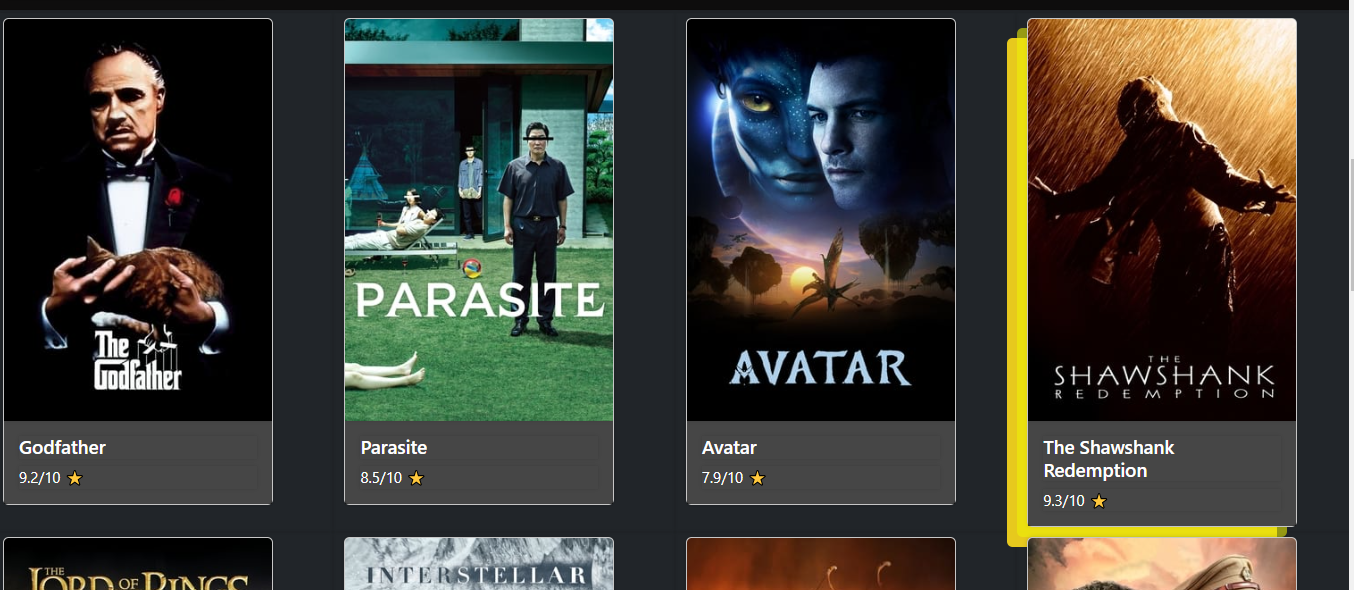 The
Godfather
PARASITE
AVATAR
THE
SHAWSHANK
REDEMPTION
Godfather
9.2/10
Parasite
8.5/10
Avatar
7.9/10
The Shawshank
Redemption
9.3/10
THE
LORD OF RINGS
INTERSTELLAR